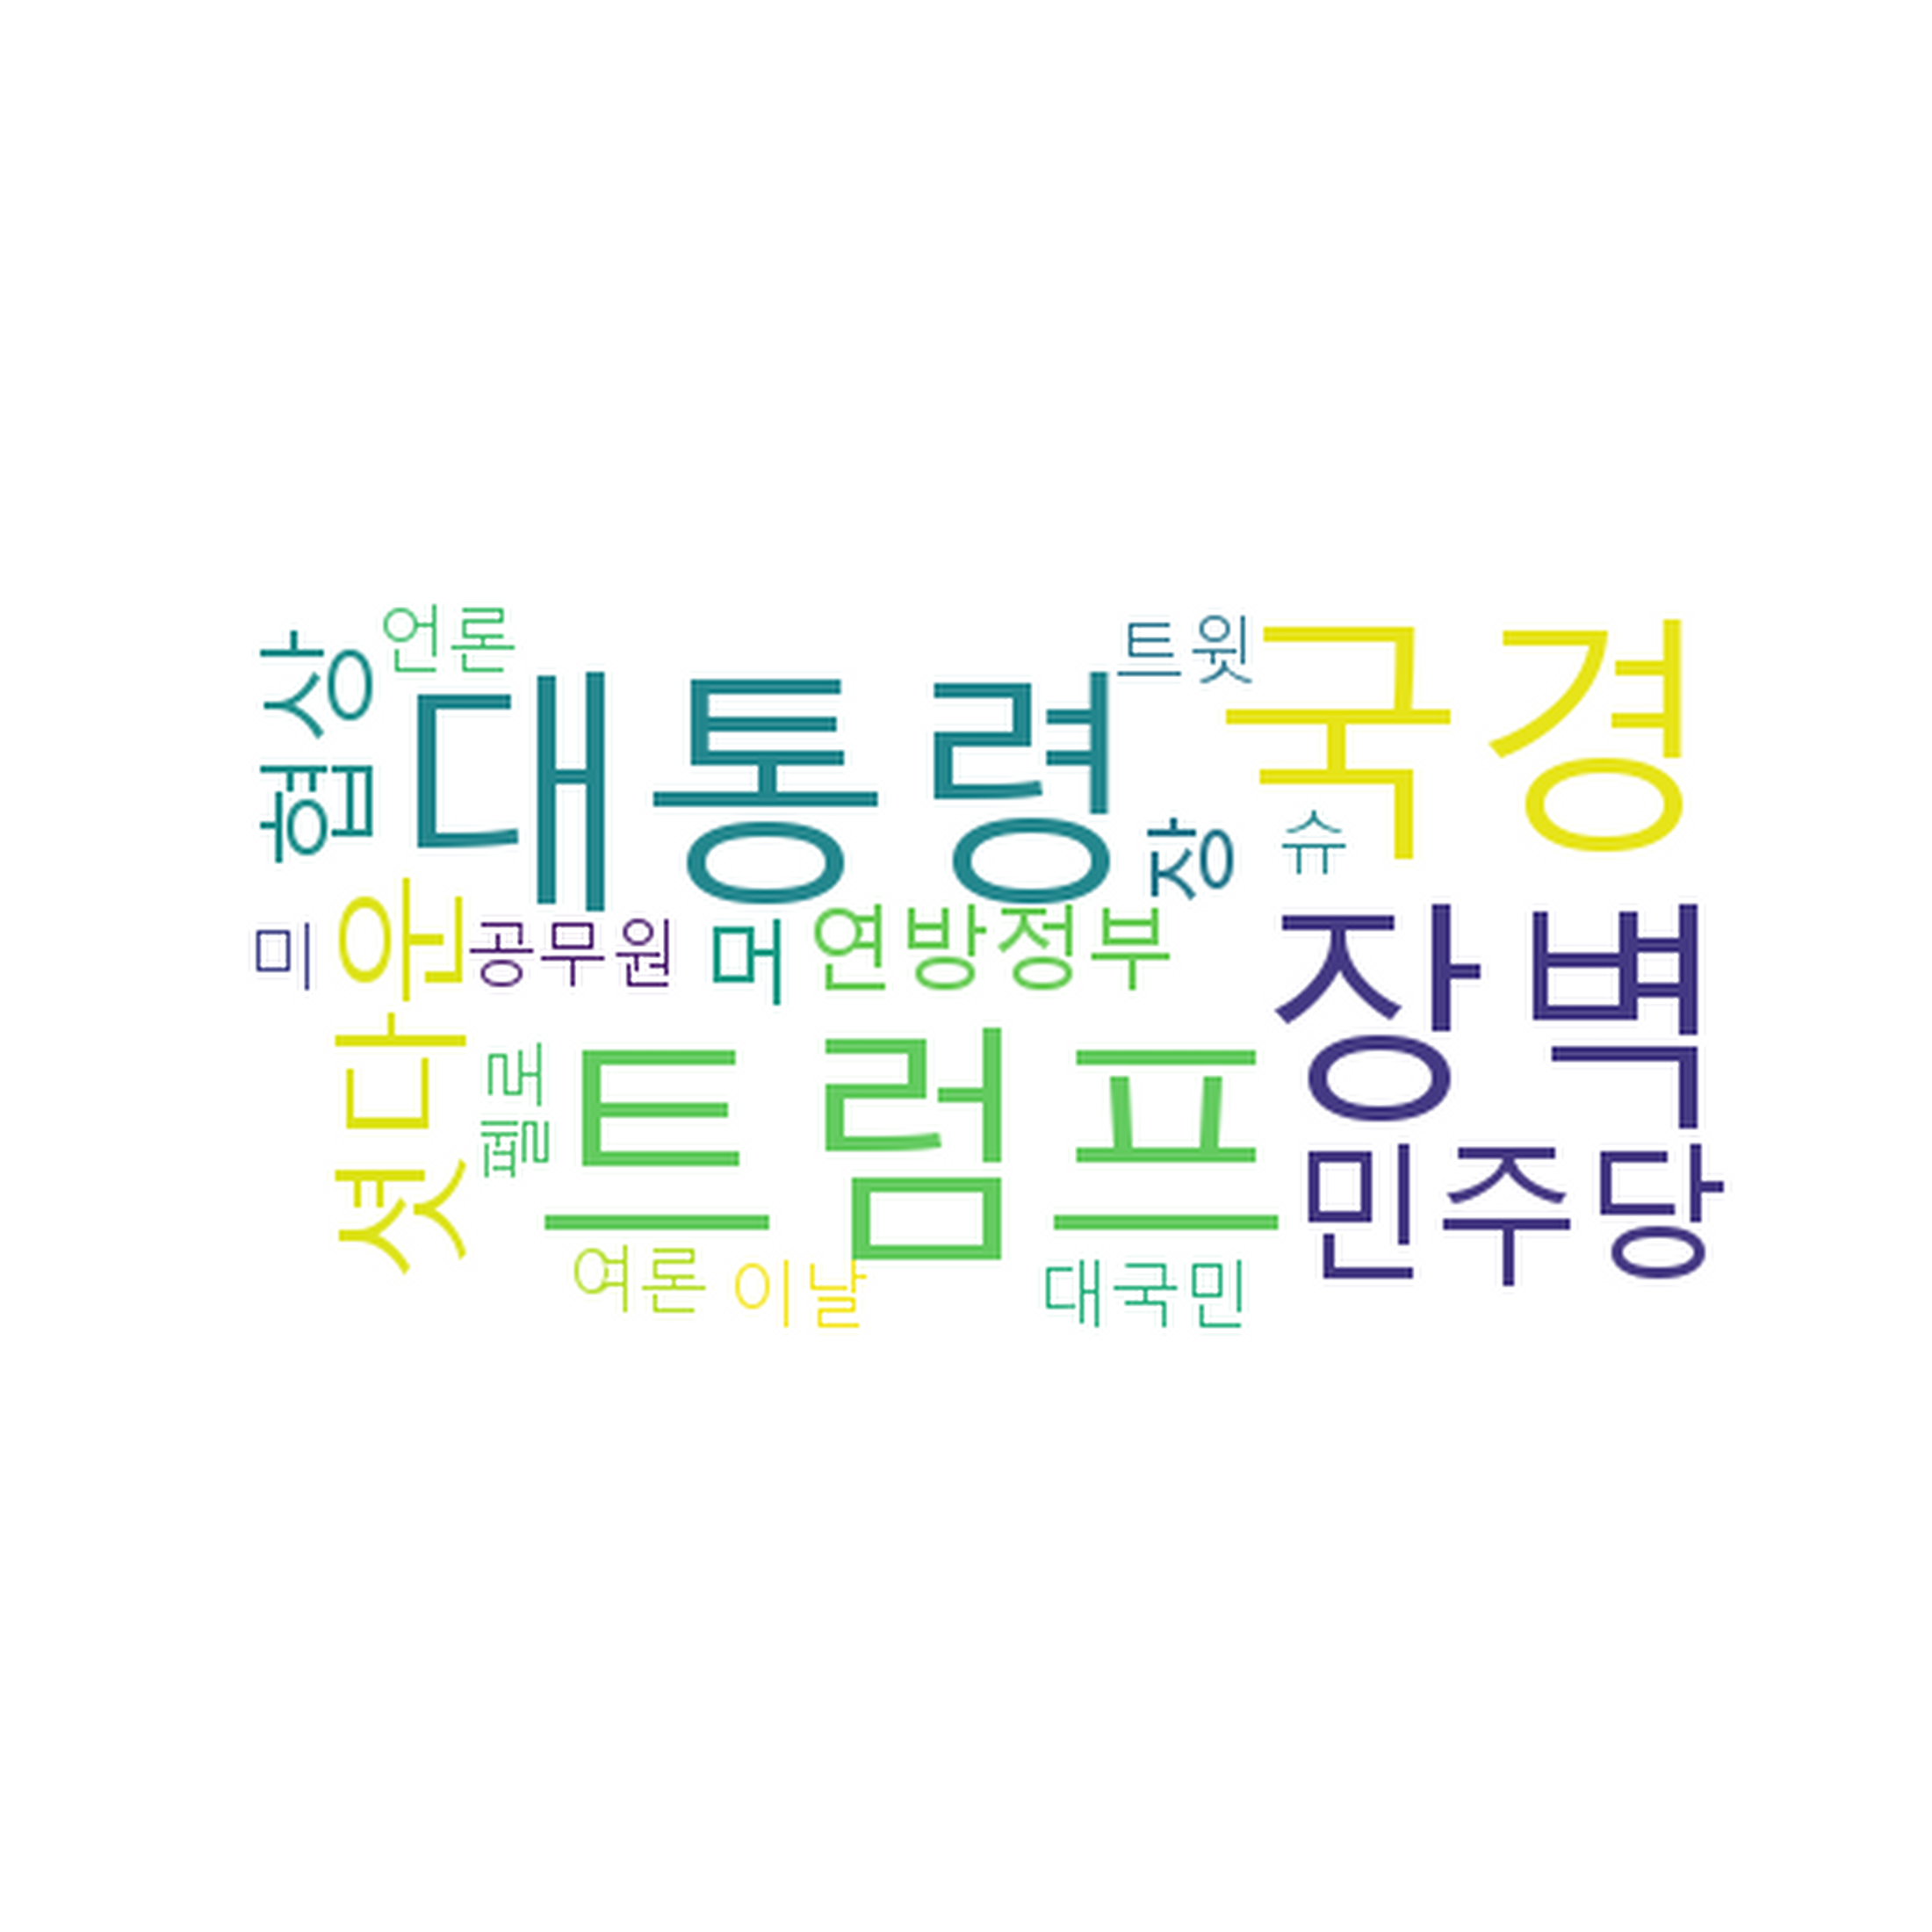 언론
트윗
국경
협상
대통령
장
슈
미
공무원
머
연방정부
장벽
셧다운
펠로
트럼프
민주당
여론
이날
대국민